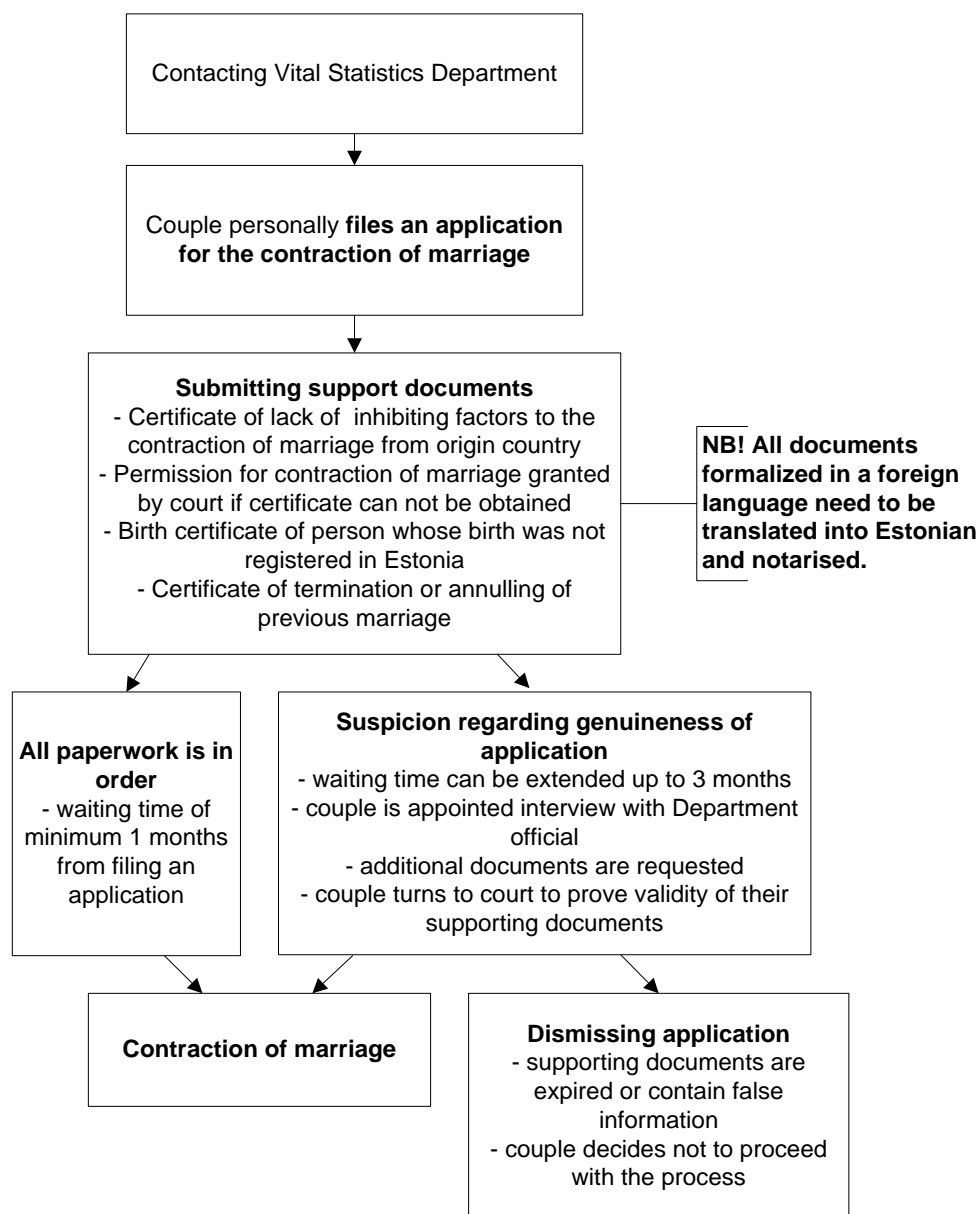 Contacting Vital Statistics Department
Couple personally files an application
for the contraction of marriage
Submitting support documents
- Certificate of lack of  inhibiting factors to the
contraction of marriage from origin country
- Permission for contraction of marriage granted
by court if certificate can not be obtained
- Birth certificate of person whose birth was not
registered in Estonia
- Certificate of termination or annulling of
previous marriage
NB! All documents
formalized in a foreign
language need to be
translated into Estonian
and notarised.
All paperwork is in
order
- waiting time of
minimum 1 months
from filing an
application
Suspicion regarding genuineness of
application
- waiting time can be extended up to 3 months
- couple is appointed interview with Department
official
- additional documents are requested
- couple turns to court to prove validity of their
supporting documents
Contraction of marriage
Dismissing application
- supporting documents are
expired or contain false
information
- couple decides not to proceed
with the process